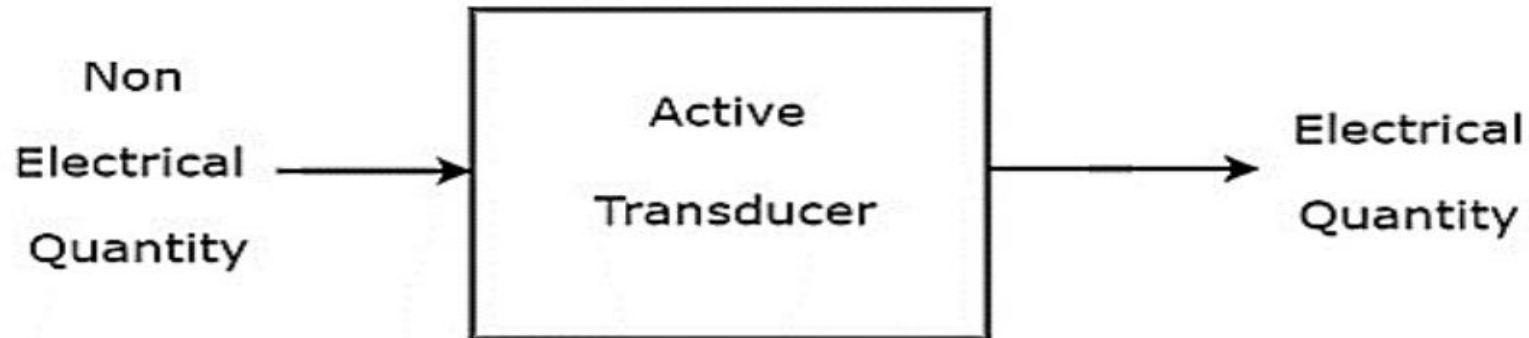 Non
Electrical
Quantity
Active
Transducer
Electrical
Quantity